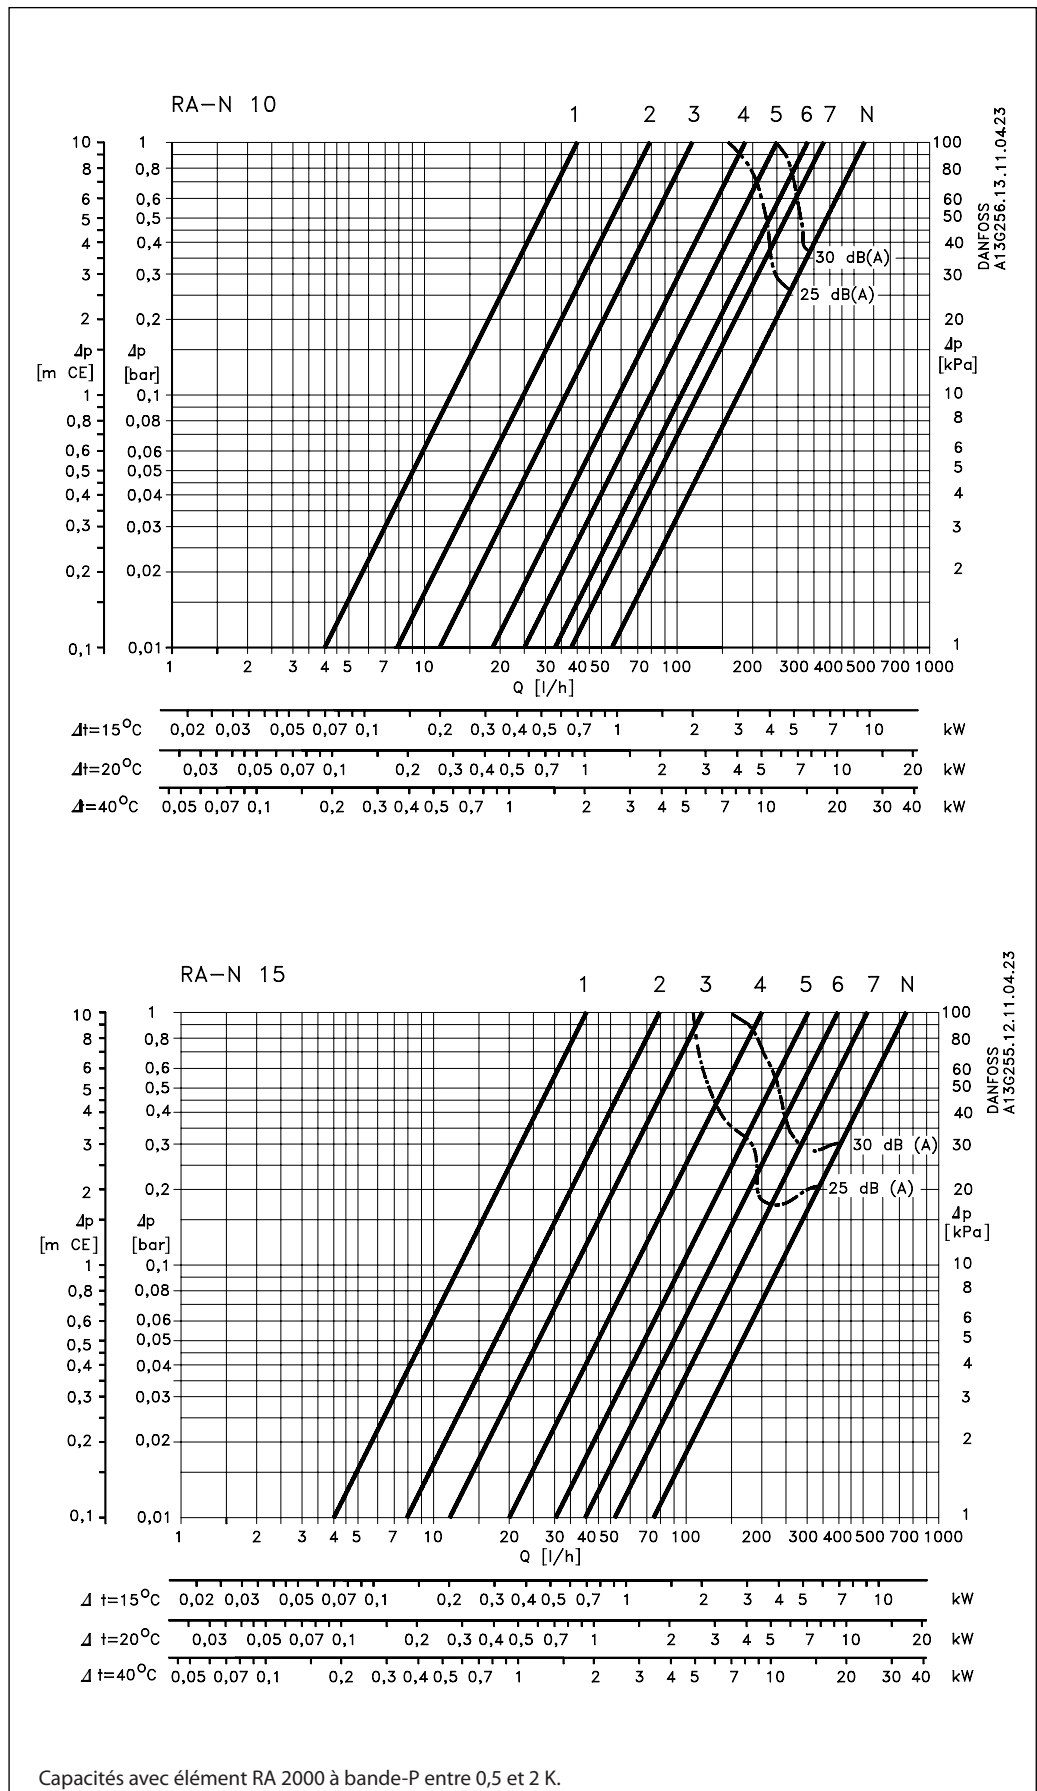 RA-N 10
1 2 3 4 5 6 7 N
DANFOSS
A13G256.13.11.04.23
10 1 100
8 0,8 80
6 0,6 60
5 0,5 50
4 0,4 40
30 dB(A)
3 0,3 30
25 dB(A)
2 0,2 20
Δp Δp Δp
[m CE] [bar] [kPa]
1 0,1 10
0,8 0,08 8
0,6 0,06 6
0,5 0,05 5
0,4 0,04 4
0,3 0,03 3
0,2 0,02 2
0,1 0,01 1
1 2 3 4 5 7 10 20 30 40 50 70 100 200 300 400 500 700 1000
Q [l/h]
Δt=15°C 0,02 0,03 0,05 0,07 0,1 0,2 0,3 0,4 0,5 0,7 1 2 3 4 5 7 10 kW
Δt=20°C 0,03 0,05 0,07 0,1 0,2 0,3 0,4 0,5 0,7 1 2 3 4 5 7 10 20 kW
Δt=40°C 0,05 0,07 0,1 0,2 0,3 0,4 0,5 0,7 1 2 3 4 5 7 10 20 30 40 kW
RA-N 15
1 2 3 4 5 6 7 N
DANFOSS
A13G255.12.11.04.23
10 1 100
8 0,8 80
6 0,6 60
5 0,5 50
4 0,4 40
3 0,3 30 dB (A) 30
25 dB (A)
2 0,2 20
Δp Δp Δp
[m CE] [bar] [kPa]
1 0,1 10
0,8 0,08 8
0,6 0,06 6
0,5 0,05 5
0,4 0,04 4
0,3 0,03 3
0,2 0,02 2
0,1 0,01 1
1 2 3 4 5 7 10 20 30 40 50 70 100 200 300 400 500 700 1000
Q [l/h]
Δ t=15°C 0,02 0,03 0,05 0,07 0,1 0,2 0,3 0,4 0,5 0,7 1 2 3 4 5 7 10 kW
Δ t=20°C 0,03 0,05 0,07 0,1 0,2 0,3 0,4 0,5 0,7 1 2 3 4 5 7 10 20 kW
Δ t=40°C 0,05 0,07 0,1 0,2 0,3 0,4 0,5 0,7 1 2 3 4 5 7 10 20 30 40 kW
Capacités avec élément RA 2000 à bande-P entre 0,5 et 2 K.